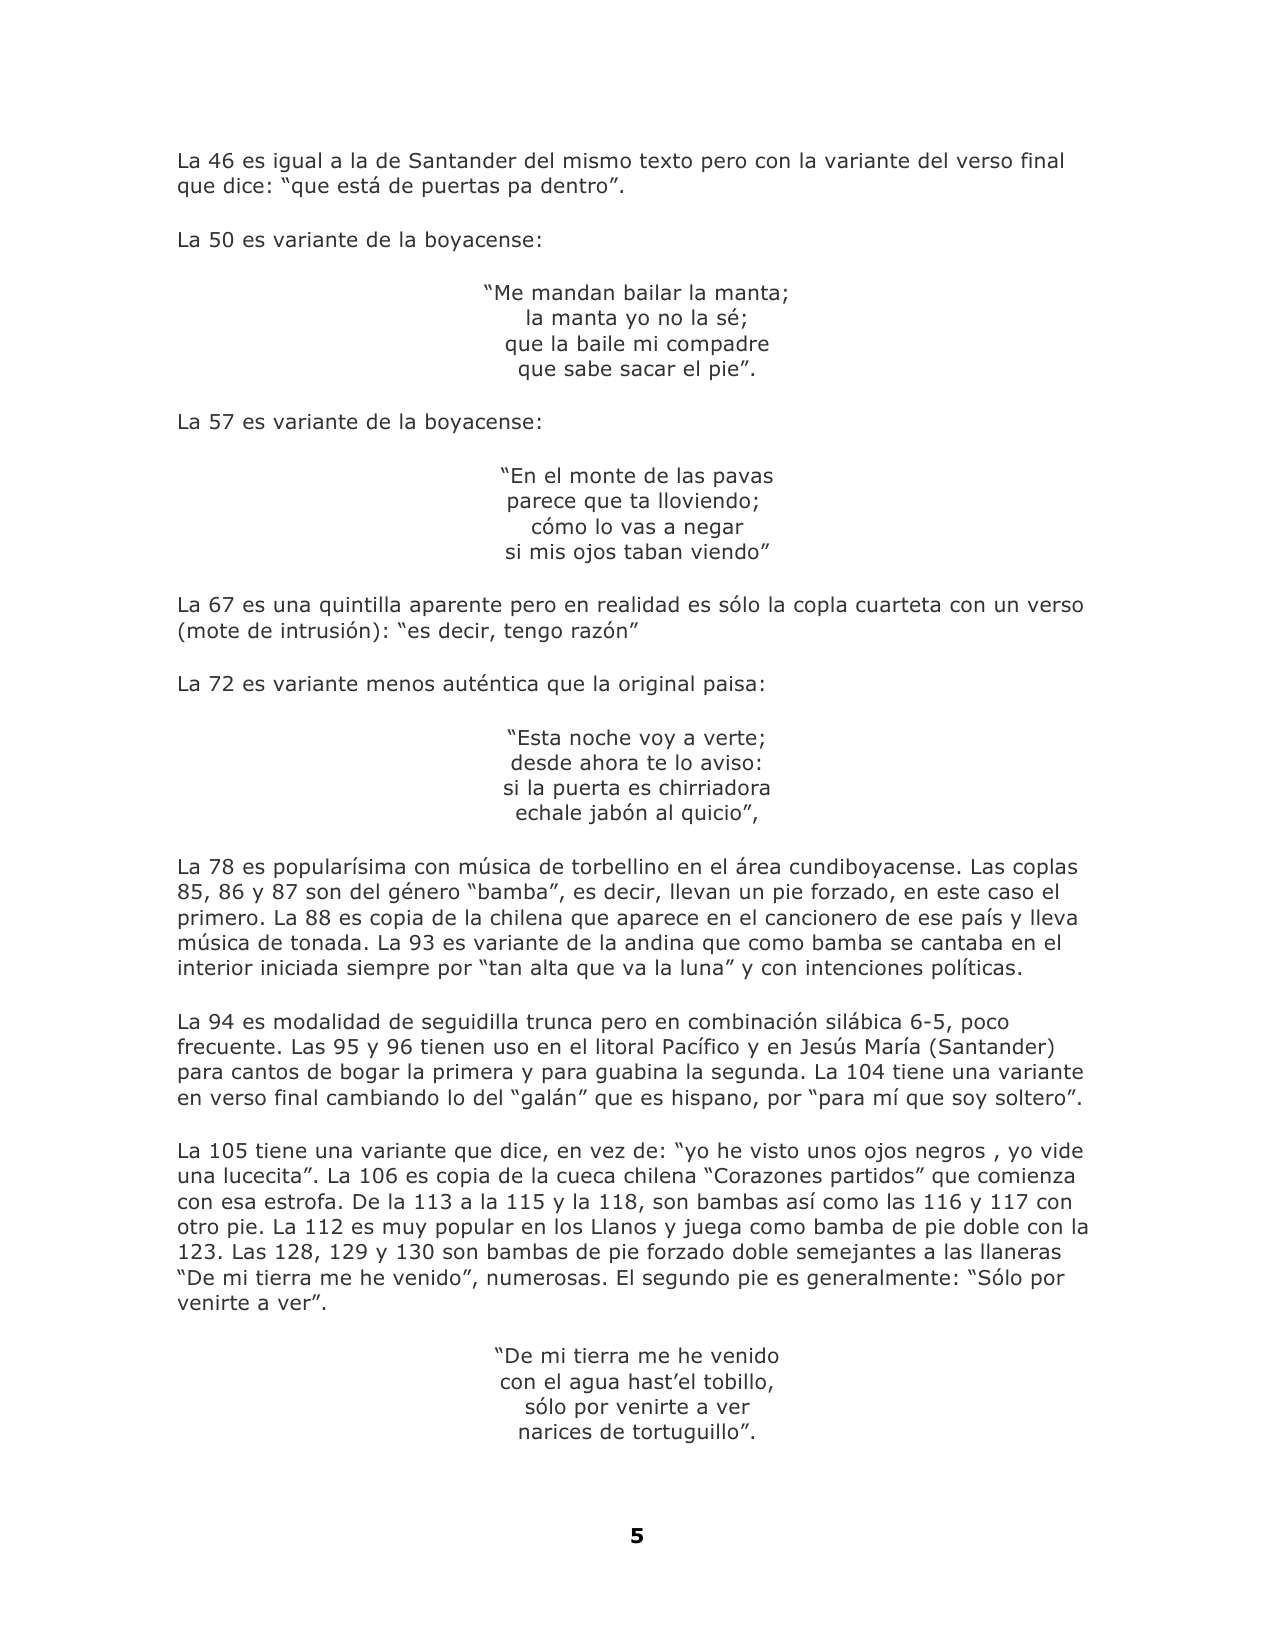 La 46 es igual a la de Santander del mismo texto pero con la variante del verso final
que dice: “que está de puertas pa dentro”.
La 50 es variante de la boyacense:
“Me mandan bailar la manta;
la manta yo no la sé;
que la baile mi compadre
que sabe sacar el pie”.
La 57 es variante de la boyacense:
“En el monte de las pavas
parece que ta lloviendo;
cómo lo vas a negar
si mis ojos taban viendo”
La 67 es una quintilla aparente pero en realidad es sólo la copla cuarteta con un verso
(mote de intrusión): “es decir, tengo razón”
La 72 es variante menos auténtica que la original paisa:
“Esta noche voy a verte;
desde ahora te lo aviso:
si la puerta es chirriadora
echale jabón al quicio”,
La 78 es popularísima con música de torbellino en el área cundiboyacense. Las coplas
85, 86 y 87 son del género “bamba”, es decir, llevan un pie forzado, en este caso el
primero. La 88 es copia de la chilena que aparece en el cancionero de ese país y lleva
música de tonada. La 93 es variante de la andina que como bamba se cantaba en el
interior iniciada siempre por “tan alta que va la luna” y con intenciones políticas.
La 94 es modalidad de seguidilla trunca pero en combinación silábica 6-5, poco
frecuente. Las 95 y 96 tienen uso en el litoral Pacífico y en Jesús María (Santander)
para cantos de bogar la primera y para guabina la segunda. La 104 tiene una variante
en verso final cambiando lo del “galán” que es hispano, por “para mí que soy soltero”.
La 105 tiene una variante que dice, en vez de: “yo he visto unos ojos negros , yo vide
una lucecita”. La 106 es copia de la cueca chilena “Corazones partidos” que comienza
con esa estrofa. De la 113 a la 115 y la 118, son bambas así como las 116 y 117 con
otro pie. La 112 es muy popular en los Llanos y juega como bamba de pie doble con la
123. Las 128, 129 y 130 son bambas de pie forzado doble semejantes a las llaneras
“De mi tierra me he venido”, numerosas. El segundo pie es generalmente: “Sólo por
venirte a ver”.
“De mi tierra me he venido
con el agua hast’el tobillo,
sólo por venirte a ver
narices de tortuguillo”.
5